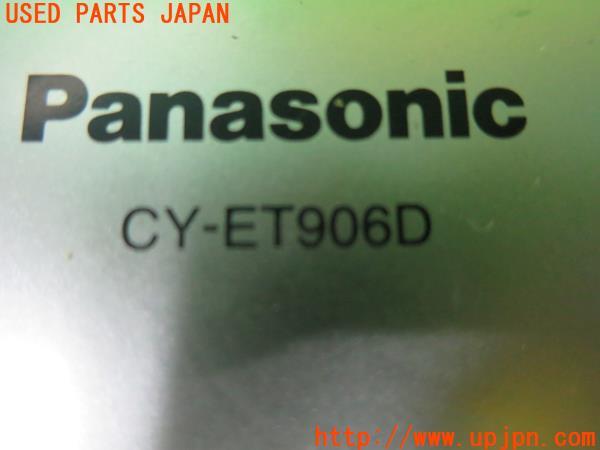 USED PARTS JAPAN
Panasonic
CY-ET906D
http://www.upjpn.com